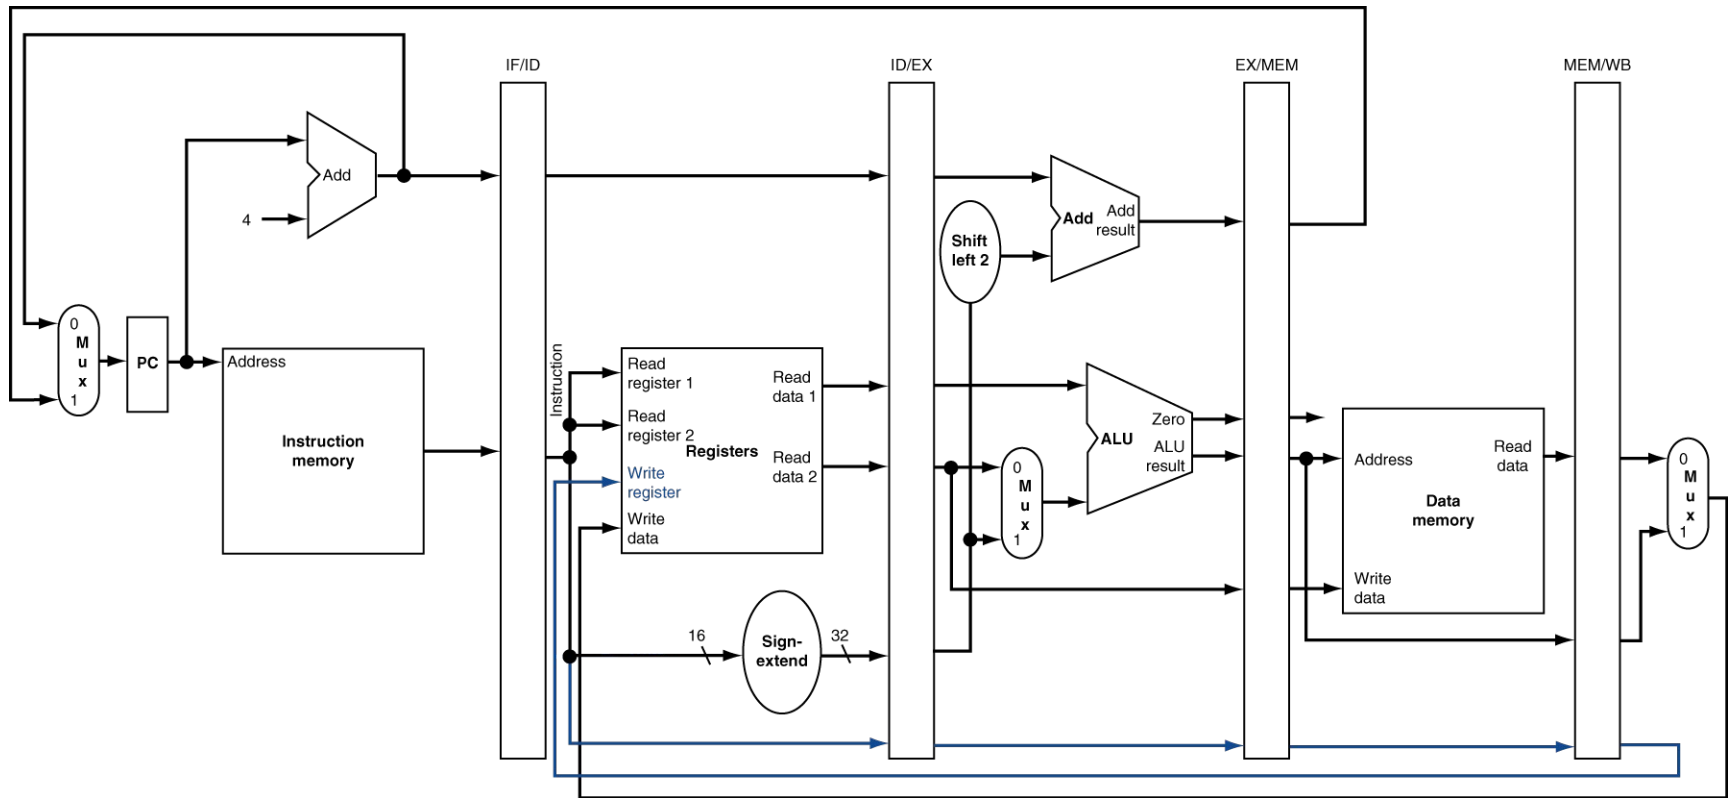 IF/ID
ID/EX
EX/MEM
MEM/WB
Add
4
Add
Add
result
Shift
left 2
0
M
u
x
1
PC
Address
Instruction
memory
Instruction
Read
register 1
Read
register 2
Write
register
Write
data
Registers
Read
data 1
Read
data 2
16
Sign-
extend
32
0
M
u
x
1
ALU
Zero
ALU
result
Address
Write
data
Data
memory
Read
data
0
M
u
x
1